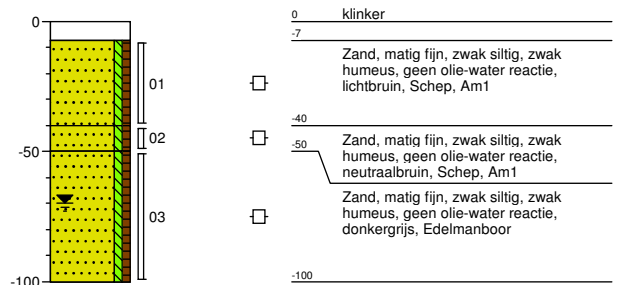 0
-50
-100
01
02
03
0 klinker
-7
Zand, matig fijn, zwak siltig, zwak
humeus, geen olie-water reactie,
lichtbruin, Schep, Am1
-40
Zand, matig fijn, zwak siltig, zwak
humeus, geen olie-water reactie,
neutraalbruin, Schep, Am1
-50
Zand, matig fijn, zwak siltig, zwak
humeus, geen olie-water reactie,
donkergrijs, Edelmanboor
-100